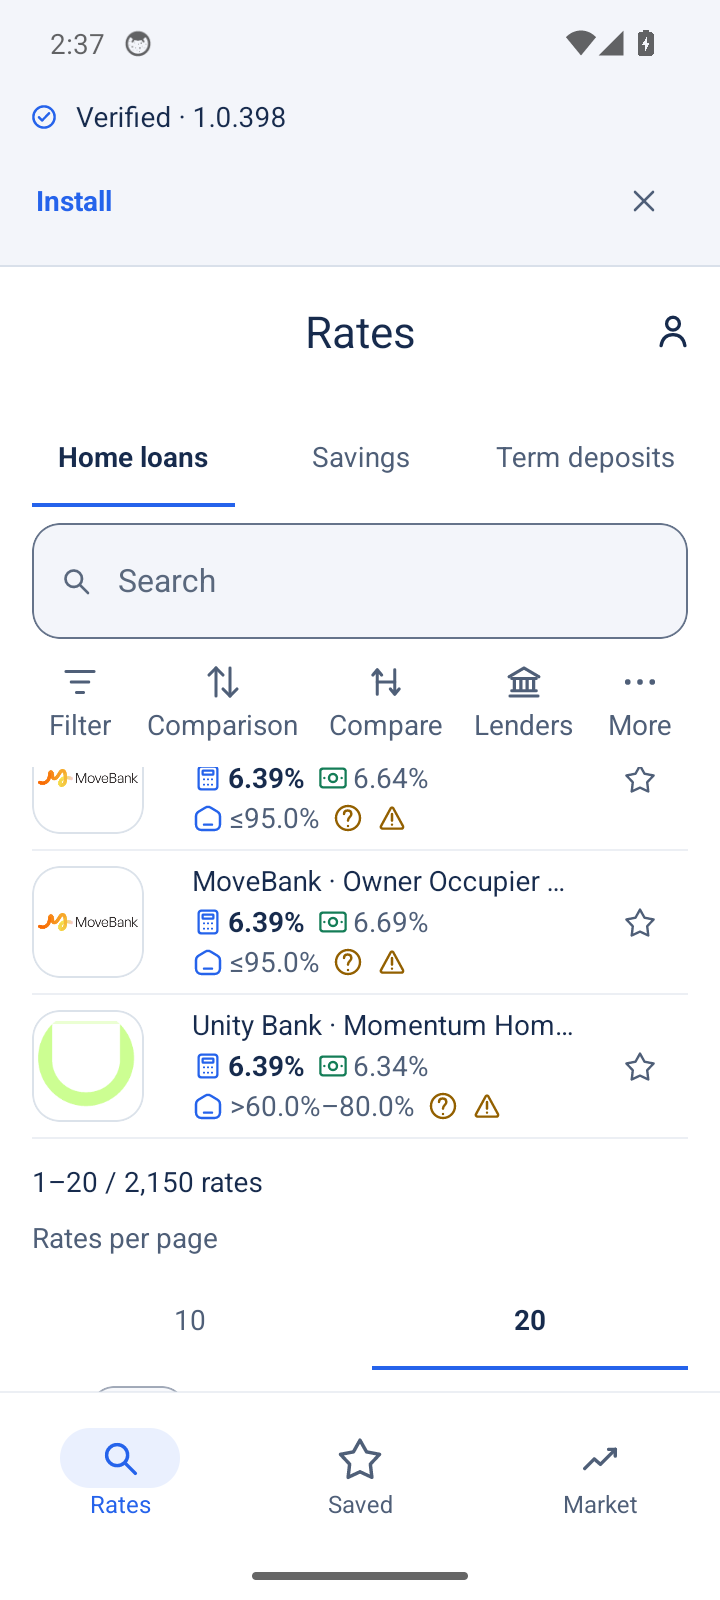 2:37
Verified · 1.0.398
Install
Rates
Home loans Savings Term deposits
Search
Filter Comparison Compare Lenders More
MoveBank 6.39% 6.64%
≤95.0%
MoveBank · Owner Occupier ...
MoveBank 6.39% 6.69%
≤95.0%
Unity Bank · Momentum Hom...
6.39% 6.34%
>60.0%–80.0%
1–20 / 2,150 rates
Rates per page
10 20
Rates Saved Market